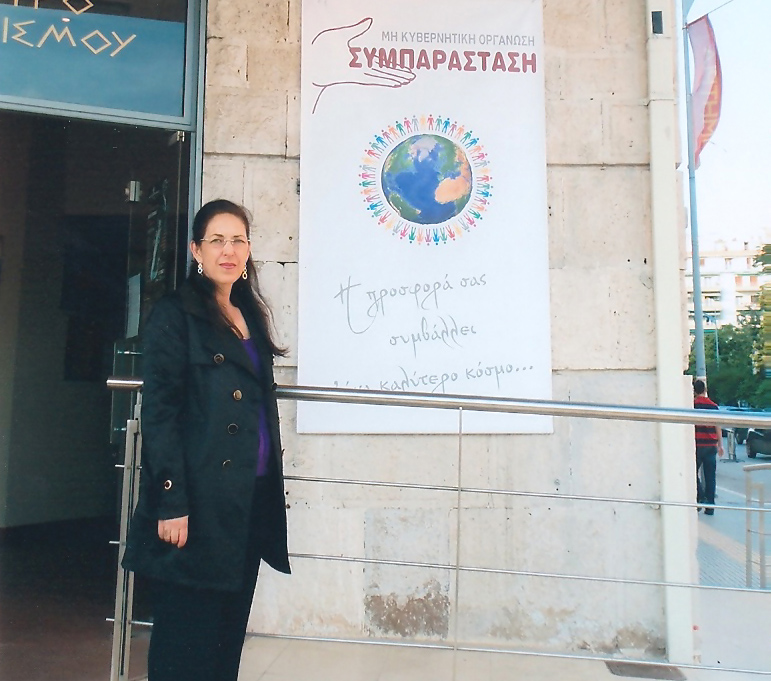 ΙΣΜΟΥ
ΜΗ ΚΥΒΕΡΝΗΤΙΚΗ ΟΡΓΑΝΩΣΗ
ΣΥΜΠΑΡΑΣΤΑΣΗ
Η προσφορά σας
συμβάλλει
καλύτερο κόσμο...